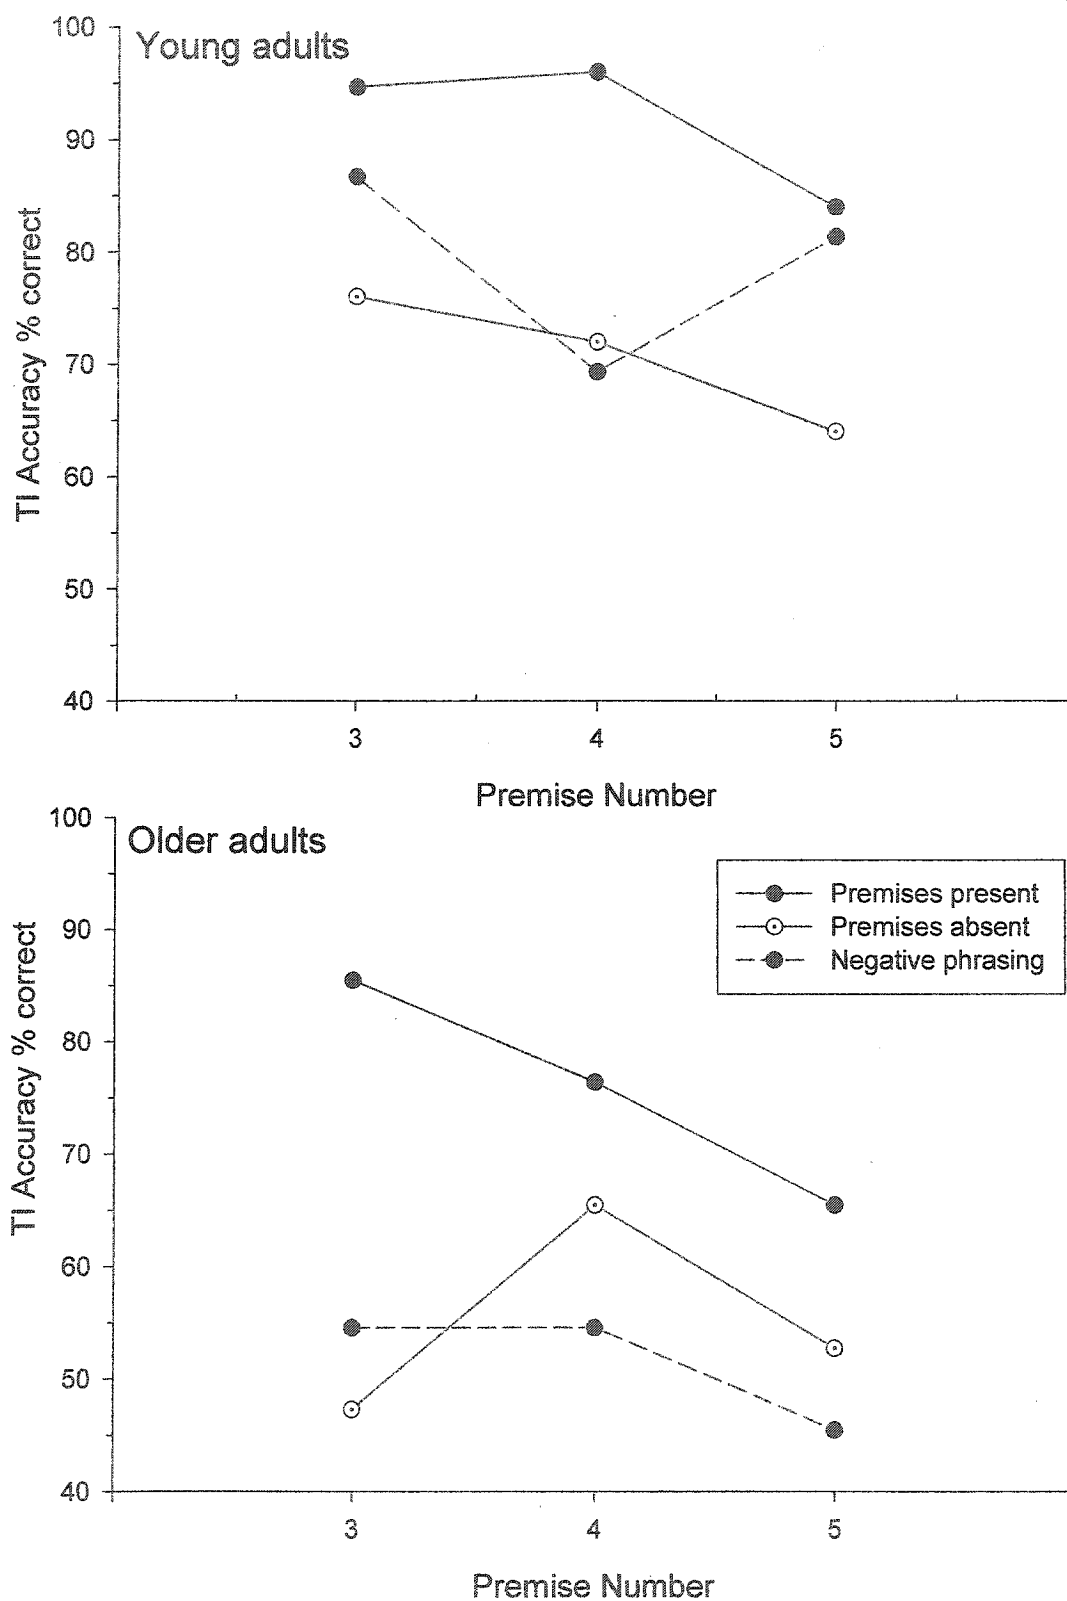 Young adults
100
90
80
70
60
50
40
TI Accuracy % correct
3 4 5
Premise Number
Older adults
100
90
80
70
60
50
40
TI Accuracy % correct
Premises present
Premises absent
Negative phrasing
3 4 5
Premise Number